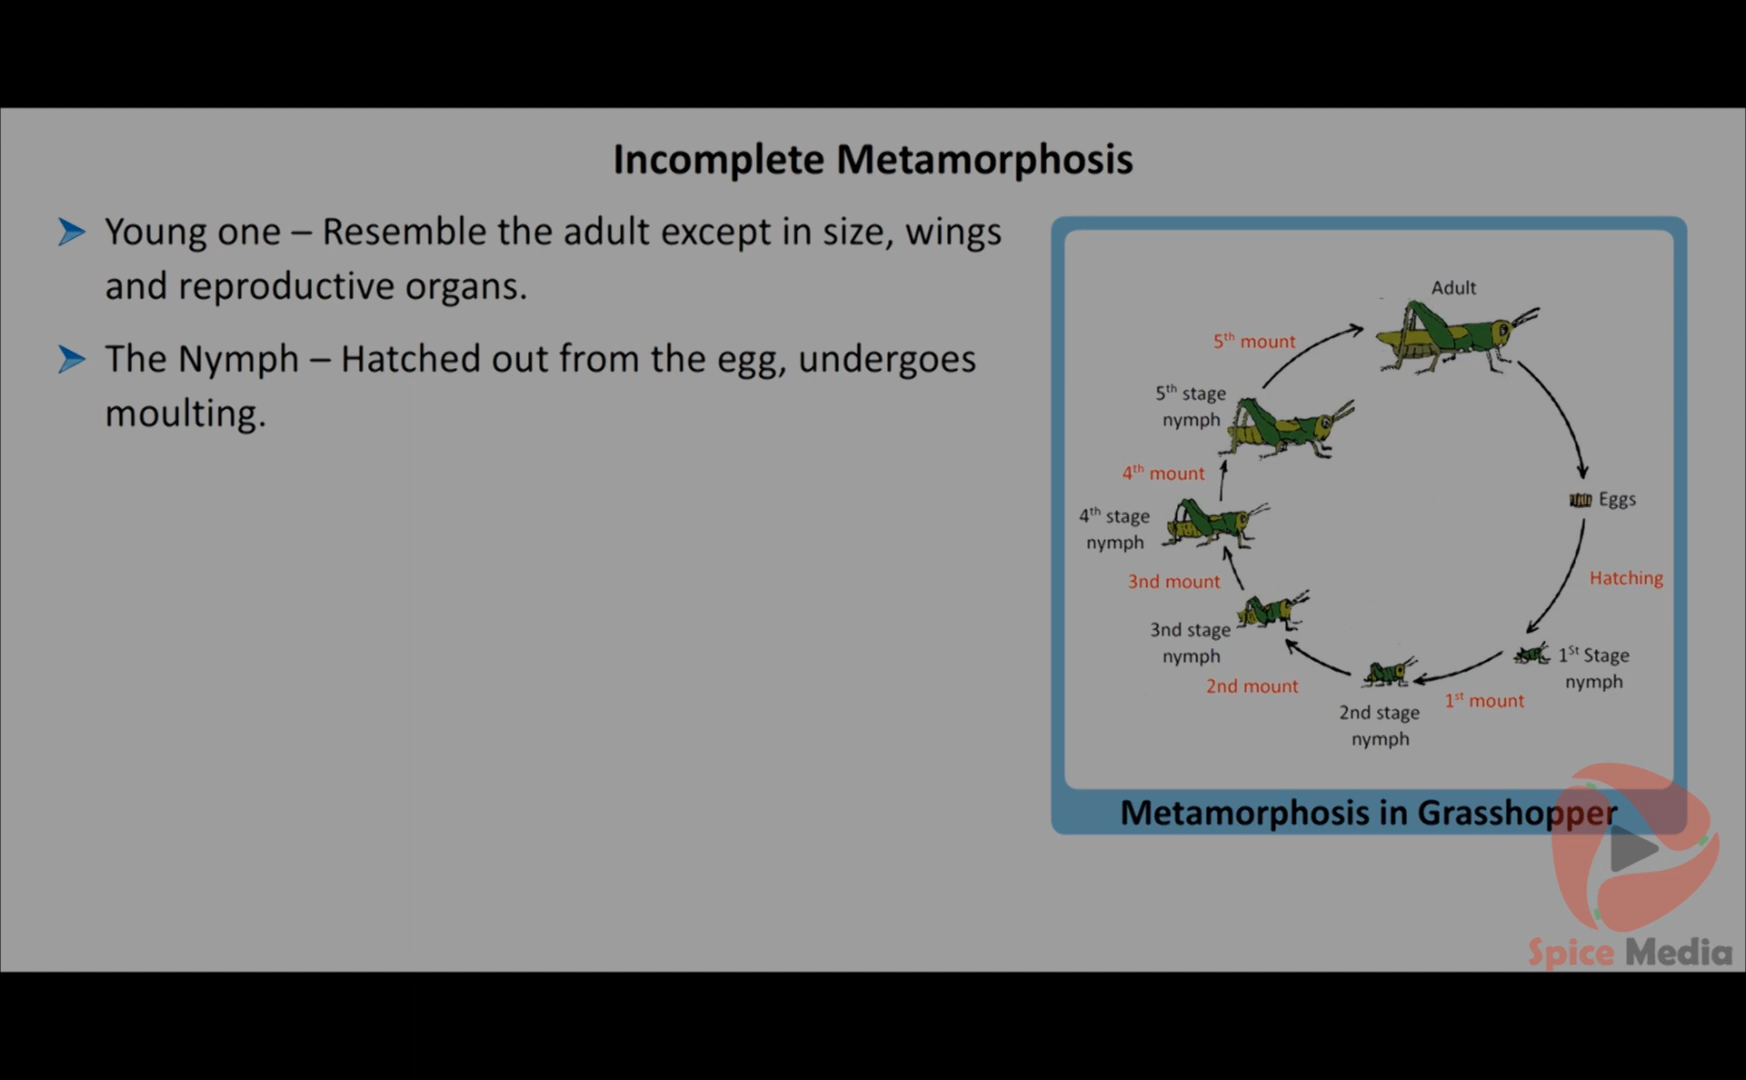 Incomplete Metamorphosis
Young one – Resemble the adult except in size, wings
and reproductive organs.
The Nymph – Hatched out from the egg, undergoes
moulting.
Adult
5th mount
5th stage
nymph
4th mount
4th stage
nymph
3nd mount
3nd stage
nymph
2nd mount
2nd stage
nymph
1st mount
1St Stage
nymph
Hatching
Eggs
Metamorphosis in Grasshopper
Spice Media